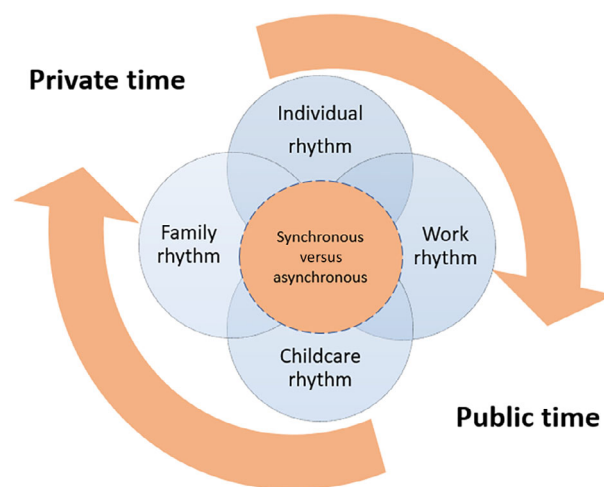 Private time
Individual
rhythm
Family
rhythm
Synchronous
versus
asynchronous
Work
rhythm
Childcare
rhythm
Public time